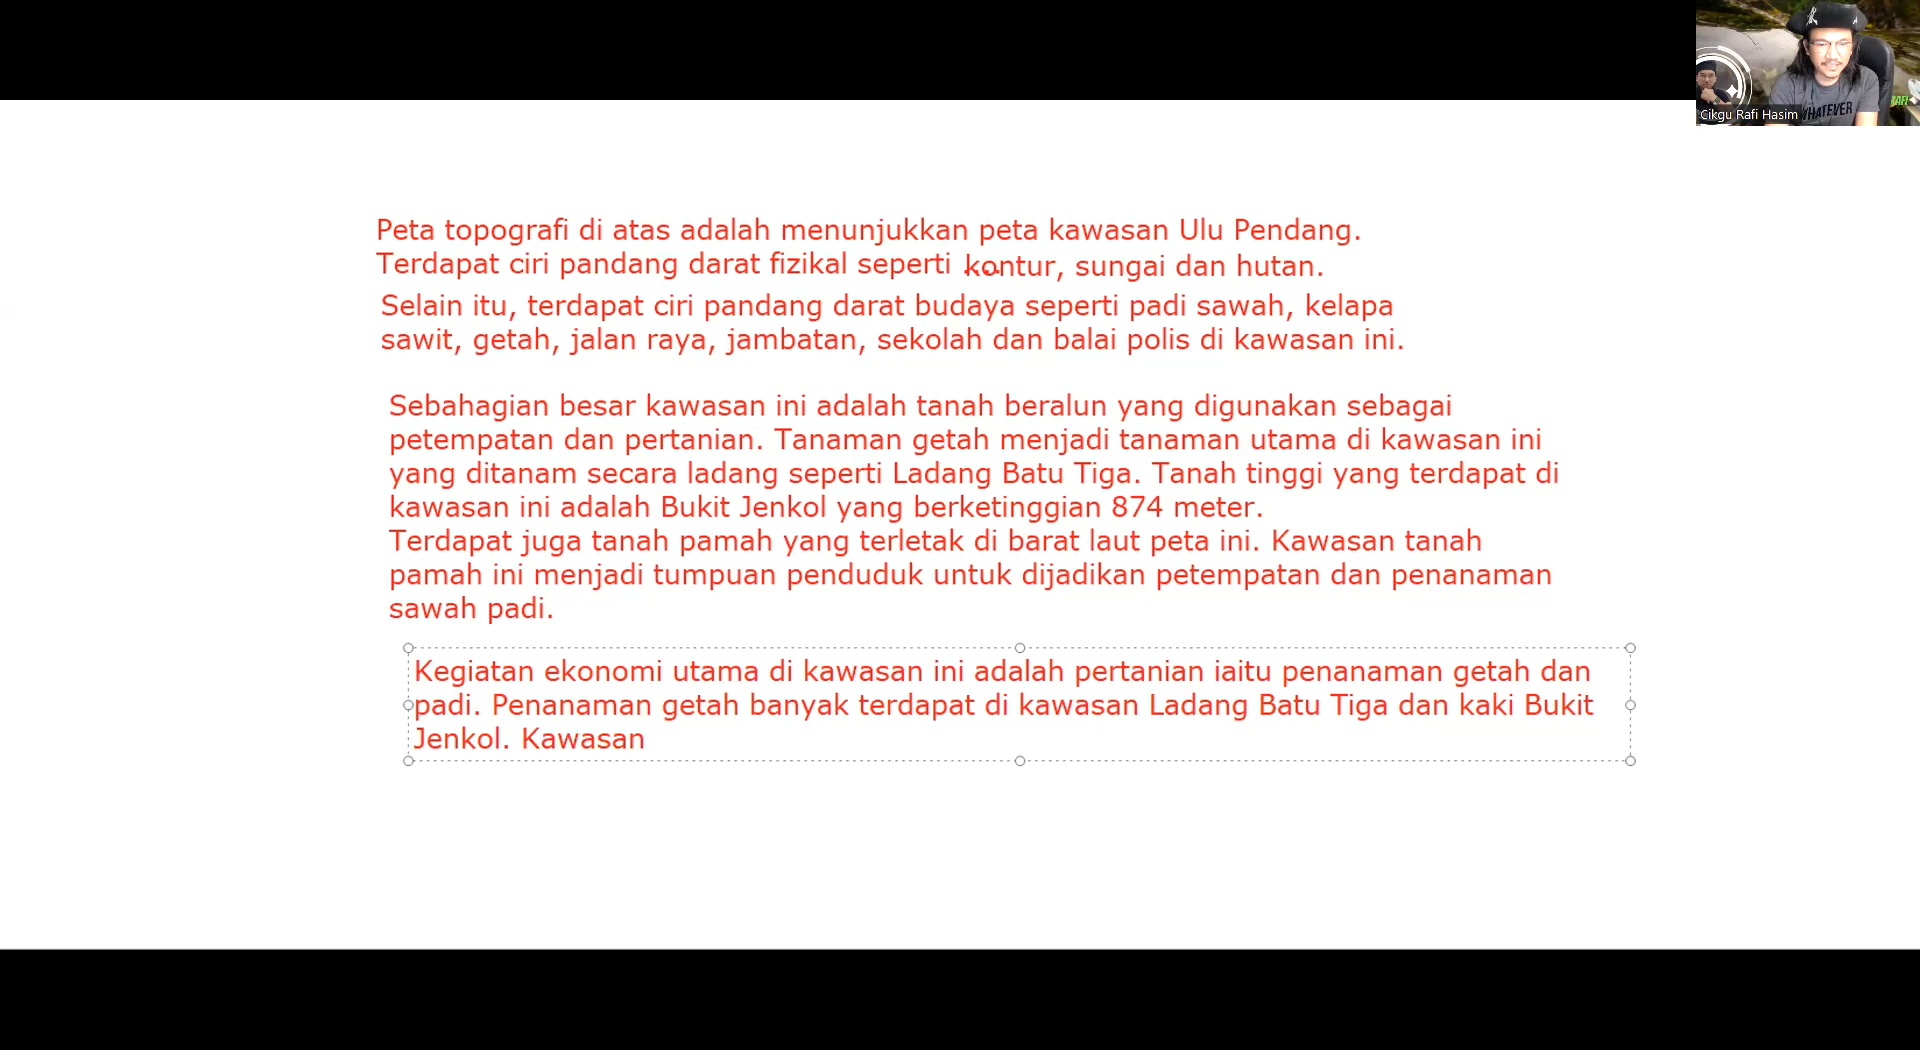 Cikgu Rafi Hasim
WHATEVER
RAFI
Peta topografi di atas adalah menunjukkan peta kawasan Ulu Pendang.
Terdapat ciri pandang darat fizikal seperti ... kontur, sungai dan hutan.
Selain itu, terdapat ciri pandang darat budaya seperti padi sawah, kelapa
sawit, getah, jalan raya, jambatan, sekolah dan balai polis di kawasan ini.
Sebahagian besar kawasan ini adalah tanah beralun yang digunakan sebagai
petempatan dan pertanian. Tanaman getah menjadi tanaman utama di kawasan ini
yang ditanam secara ladang seperti Ladang Batu Tiga. Tanah tinggi yang terdapat di
kawasan ini adalah Bukit Jenkol yang berketinggian 874 meter.
Terdapat juga tanah pamah yang terletak di barat laut peta ini. Kawasan tanah
pamah ini menjadi tumpuan penduduk untuk dijadikan petempatan dan penanaman
sawah padi.
Kegiatan ekonomi utama di kawasan ini adalah pertanian iaitu penanaman getah dan
padi. Penanaman getah banyak terdapat di kawasan Ladang Batu Tiga dan kaki Bukit
Jenkol. Kawasan